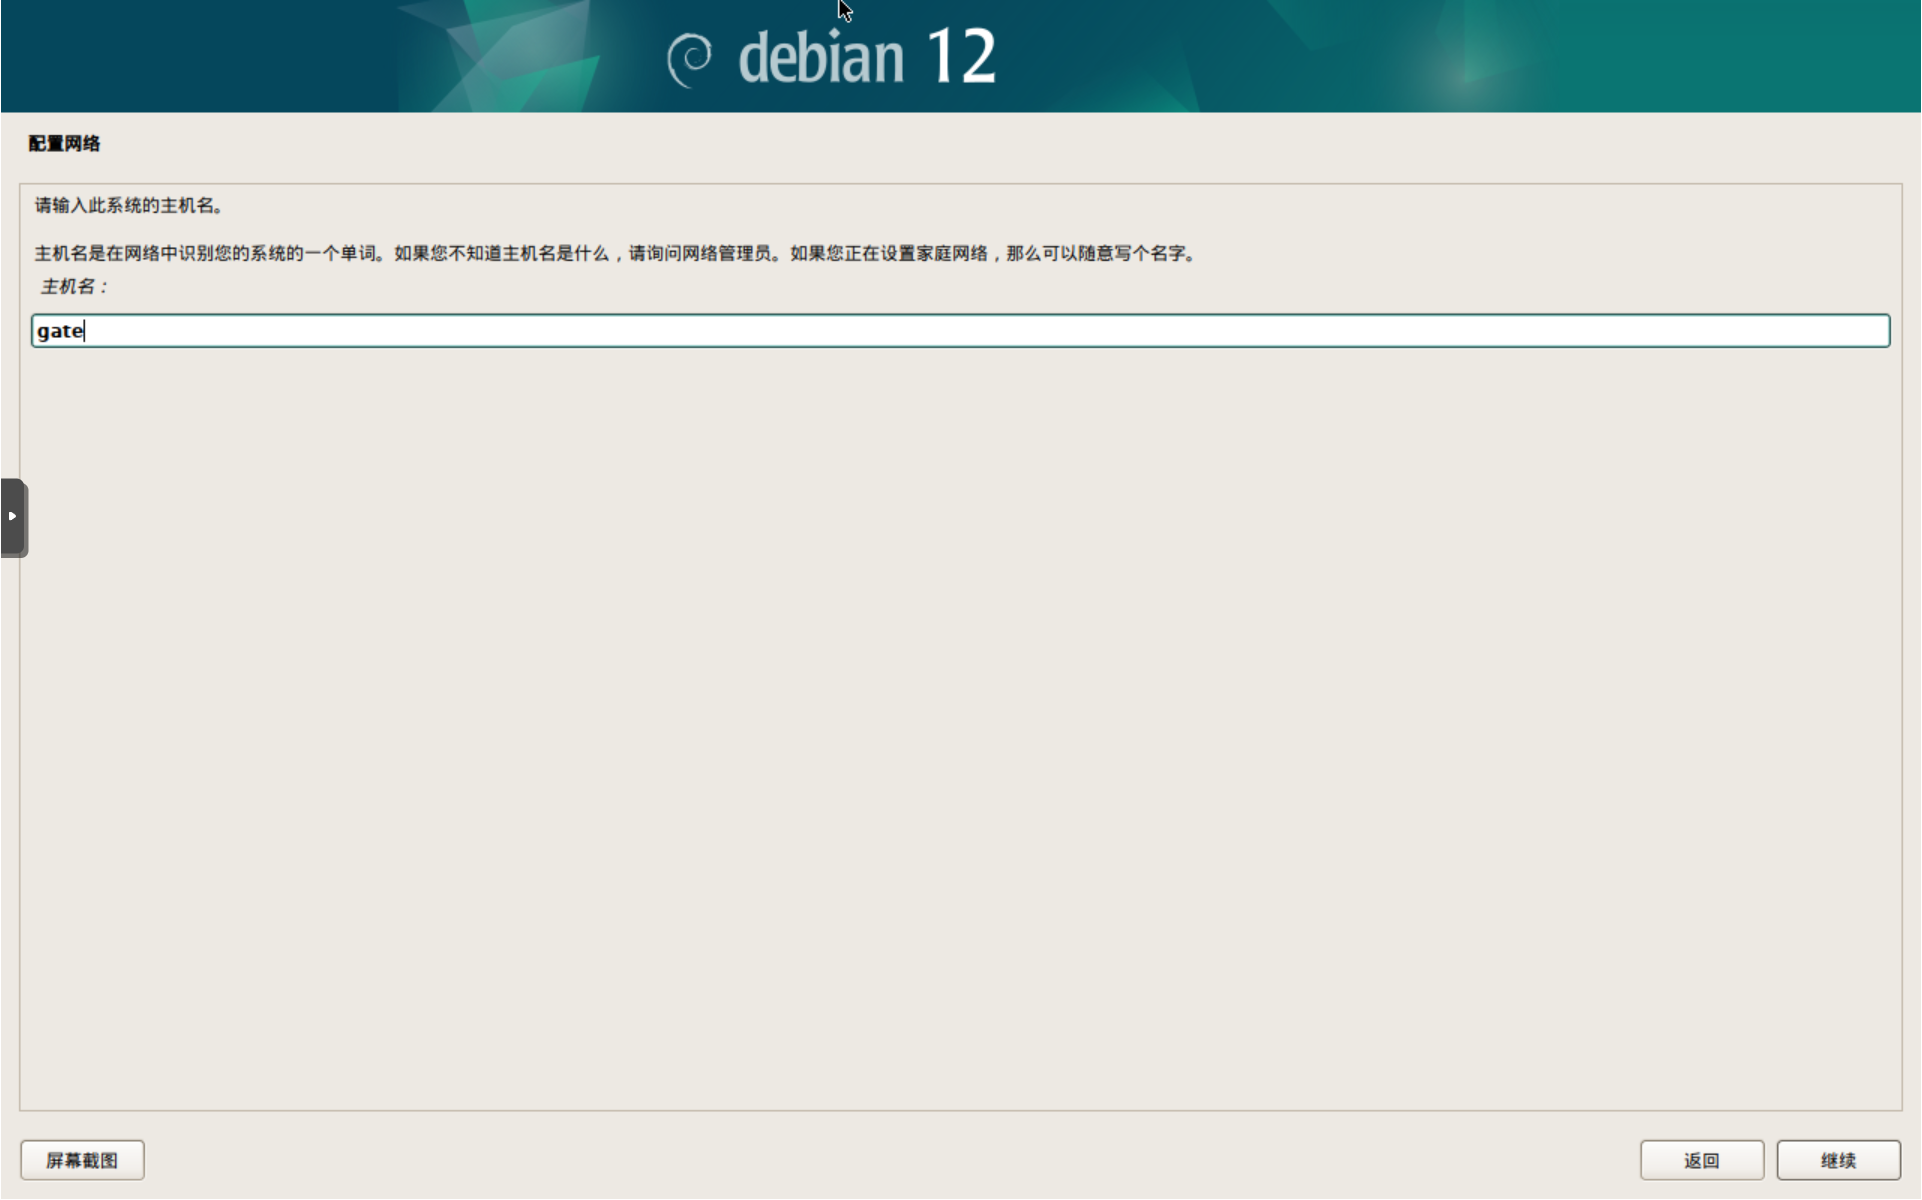 debian 12
配置网络
请输入此系统的主机名。
主机名是在网络中识别您的系统的一个单词。如果您不知道主机名是什么，请询问网络管理员。如果您正在设置家庭网络，那么可以随意写个名字。
主机名：
gate
屏幕截图
返回
继续